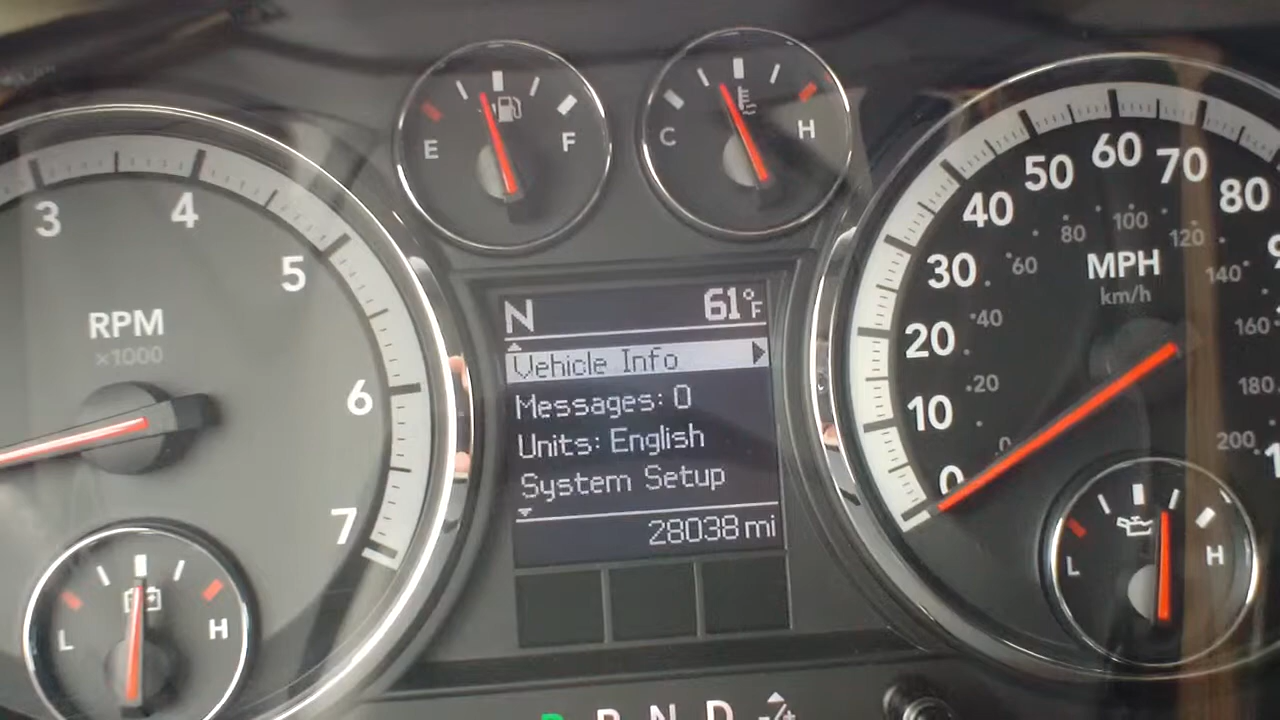 E F
C H
3 4 5 6 7
RPM
×1000
L H
N 61°F
Vehicle Info
Messages: 0
Units: English
System Setup
28038 mi
0 10 20 30 40 50 60 70 80
MPH
km/h
0 20 40 60 80 100 120 140 160 180 200
L H
P R N D